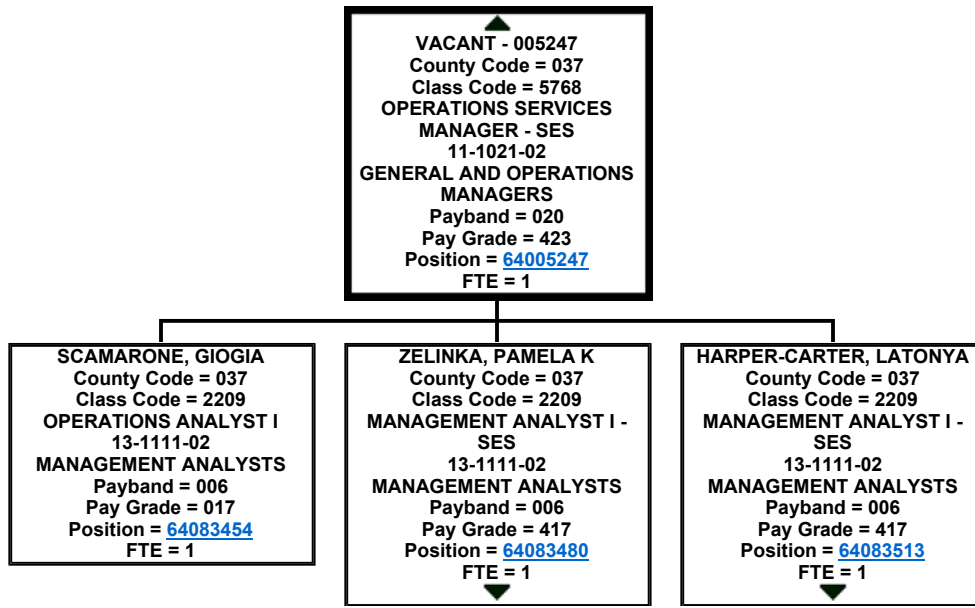 VACANT - 005247
County Code = 037
Class Code = 5768
OPERATIONS SERVICES
MANAGER - SES
11-1021-02
GENERAL AND OPERATIONS
MANAGERS
Payband = 020
Pay Grade = 423
Position = 64005247
FTE = 1
SCAMARONE, GIOGIA
County Code = 037
Class Code = 2209
OPERATIONS ANALYST I
13-1111-02
MANAGEMENT ANALYSTS
Payband = 006
Pay Grade = 017
Position = 64083454
FTE = 1
ZELINKA, PAMELA K
County Code = 037
Class Code = 2209
MANAGEMENT ANALYST I -
SES
13-1111-02
MANAGEMENT ANALYSTS
Payband = 006
Pay Grade = 417
Position = 64083480
FTE = 1
HARPER-CARTER, LATONYA
County Code = 037
Class Code = 2209
MANAGEMENT ANALYST I -
SES
13-1111-02
MANAGEMENT ANALYSTS
Payband = 006
Pay Grade = 417
Position = 64083513
FTE = 1